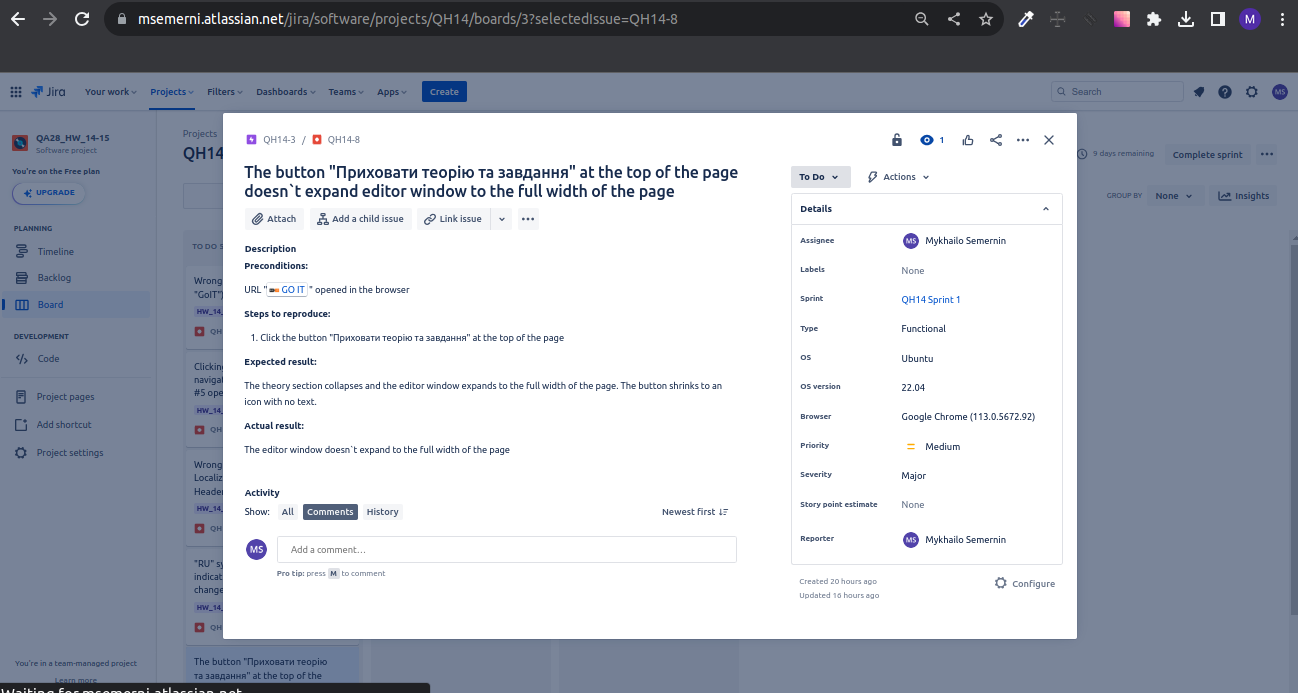 msemerni.atlassian.net/jira/software/projects/QH14/boards/3?selectedIssue=QH14-8
M
Jira
Your work
Projects
Filters
Dashboards
Teams
Apps
Create
Search
MS
QA28_HW_14-15
Software project
You're on the Free plan
UPGRADE
PLANNING
Timeline
Backlog
Board
DEVELOPMENT
Code
Project pages
Add shortcut
Project settings
You're in a team-managed project
Learn more
Waiting for msemerni.atlassian.net
Projects
QH14
9 days remaining
Complete sprint
GROUP BY
None
Insights
TO DO
Wrong
"GoIT")
HW_14_
QH
Clicking
navigat
#5 ope
HW_14_
QH
Wrong
Localiz
Header
HW_14_
QH
"RU" sy
indicat
change
HW_14_
QH
The button "Приховати теорію
та завдання" at the top of the
QH14-3 / QH14-8
1
The button "Приховати теорію та завдання" at the top of the page
doesn`t expand editor window to the full width of the page
Attach
Add a child issue
Link issue
Description
Preconditions:
URL "GO IT" opened in the browser
Steps to reproduce:
1. Click the button "Приховати теорію та завдання" at the top of the page
Expected result:
The theory section collapses and the editor window expands to the full width of the page. The button shrinks to an
icon with no text.
Actual result:
The editor window doesn`t expand to the full width of the page
Activity
Show:
All
Comments
History
Newest first
MS
Add a comment...
Pro tip: press M to comment
To Do
Actions
Details
Assignee
MS Mykhailo Semernin
Labels
None
Sprint
QH14 Sprint 1
Type
Functional
OS
Ubuntu
OS version
22.04
Browser
Google Chrome (113.0.5672.92)
Priority
Medium
Severity
Major
Story point estimate
None
Reporter
MS Mykhailo Semernin
Created 20 hours ago
Updated 16 hours ago
Configure